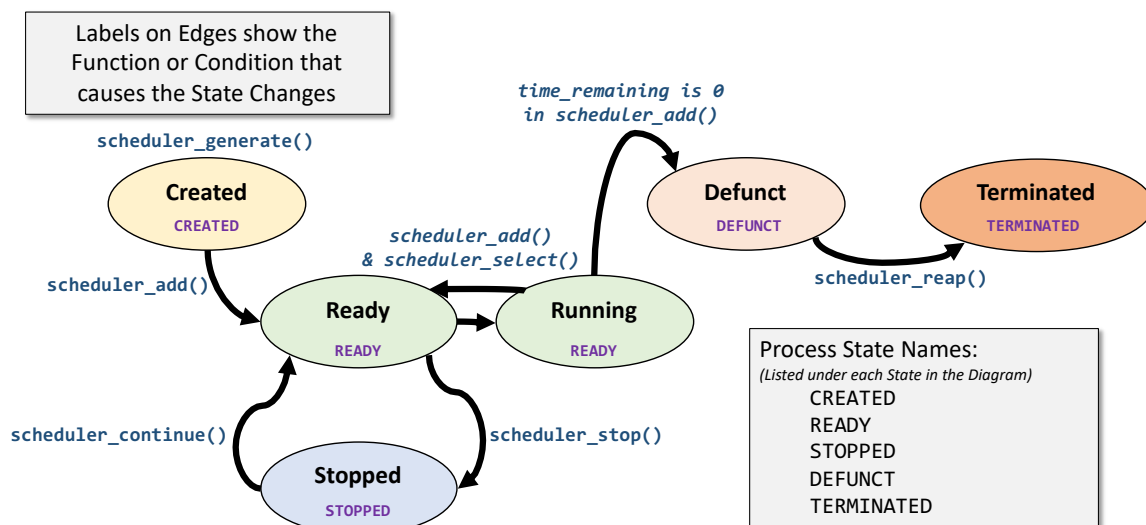 Labels on Edges show the
Function or Condition that
causes the State Changes
scheduler_generate()
Created
CREATED
scheduler_add()
time_remaining is 0
in scheduler_add()
Defunct
DEFUNCT
Terminated
TERMINATED
scheduler_reap()
scheduler_add()
& scheduler_select()
Ready
READY
Running
READY
scheduler_continue()
scheduler_stop()
Stopped
STOPPED
Process State Names:
(Listed under each State in the Diagram)
CREATED
READY
STOPPED
DEFUNCT
TERMINATED